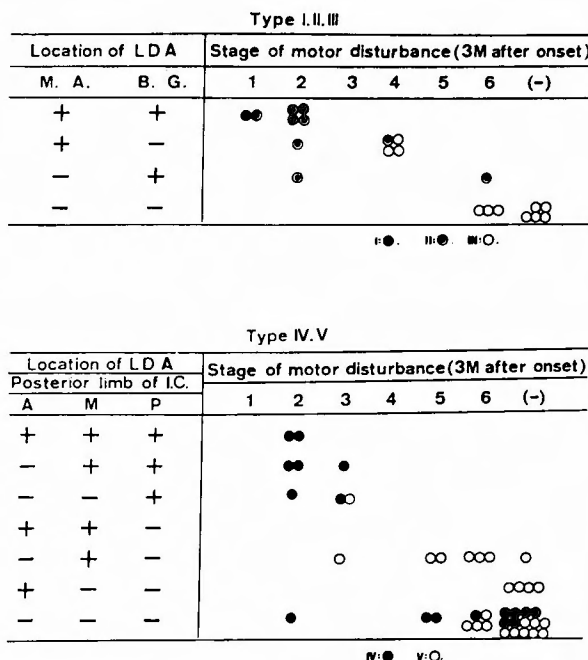 Type I.II.III
Location of LDA Stage of motor disturbance (3M after onset)
M. A. B. G. 1 2 3 4 5 6 (-)
+ +
+ -
- +
- -
I:●. II:◕. III:○.
Type IV.V
Location of LDA Stage of motor disturbance (3M after onset)
Posterior limb of I.C.
A M P 1 2 3 4 5 6 (-)
+ + +
- + +
- - +
+ + -
- + -
+ - -
- - -
IV:● V:○.